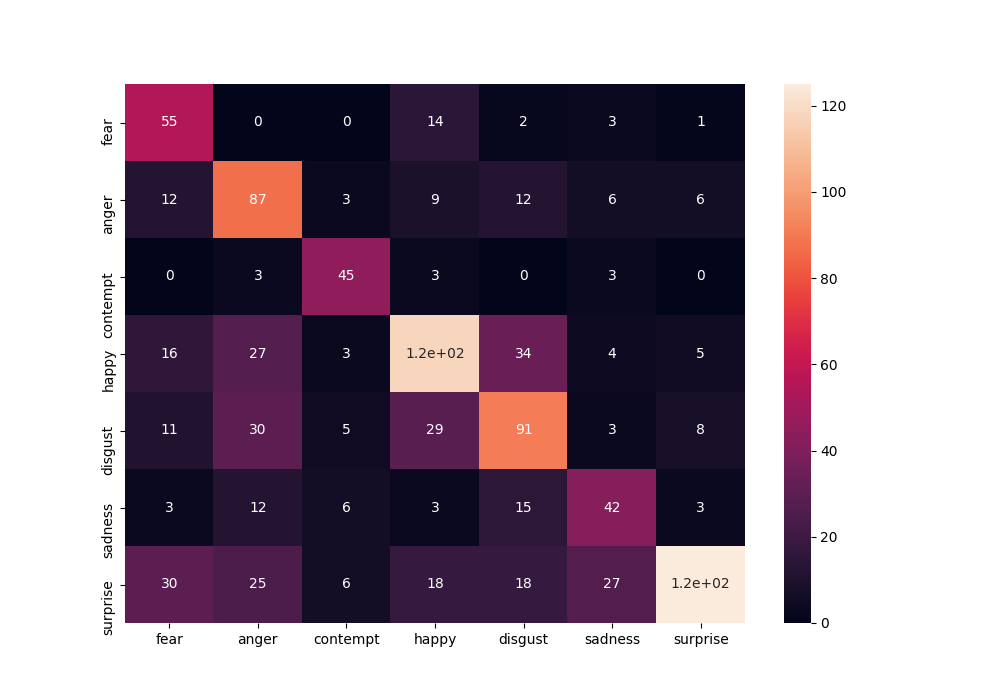 fear 55 0 0 14 2 3 1
anger 12 87 3 9 12 6 6
contempt 0 3 45 3 0 3 0
happy 16 27 3 1.2e+02 34 4 5
disgust 11 30 5 29 91 3 8
sadness 3 12 6 3 15 42 3
surprise 30 25 6 18 18 27 1.2e+02
fear anger contempt happy disgust sadness surprise
120
100
80
60
40
20
0